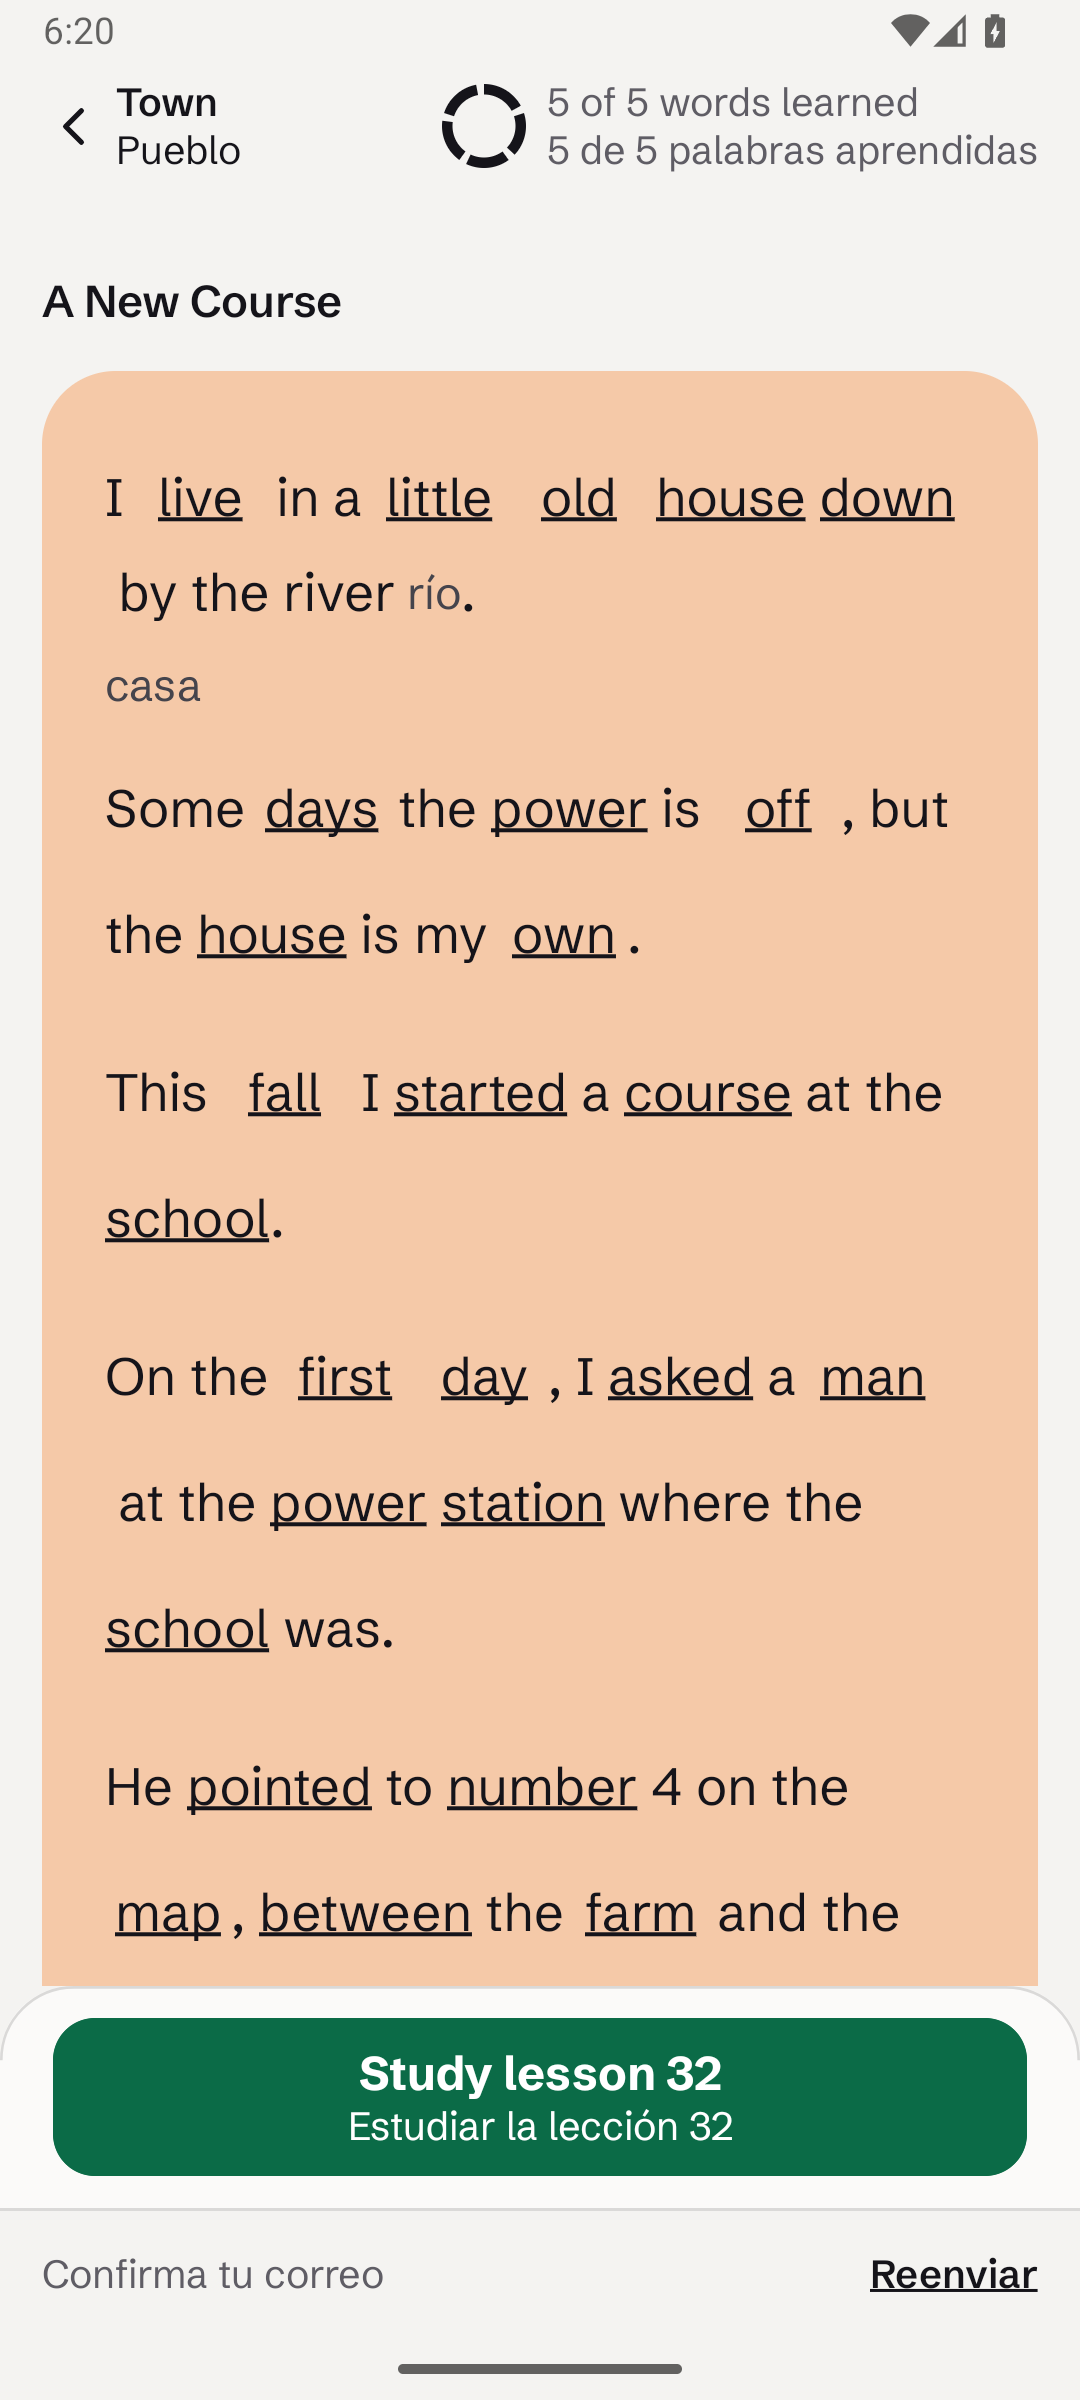 6:20
Town
Pueblo
5 of 5 words learned
5 de 5 palabras aprendidas
A New Course
I live in a little old house down
by the river río.
casa
Some days the power is off , but
the house is my own .
This fall I started a course at the
school.
On the first day , I asked a man
at the power station where the
school was.
He pointed to number 4 on the
map , between the farm and the
Study lesson 32
Estudiar la lección 32
Confirma tu correo
Reenviar